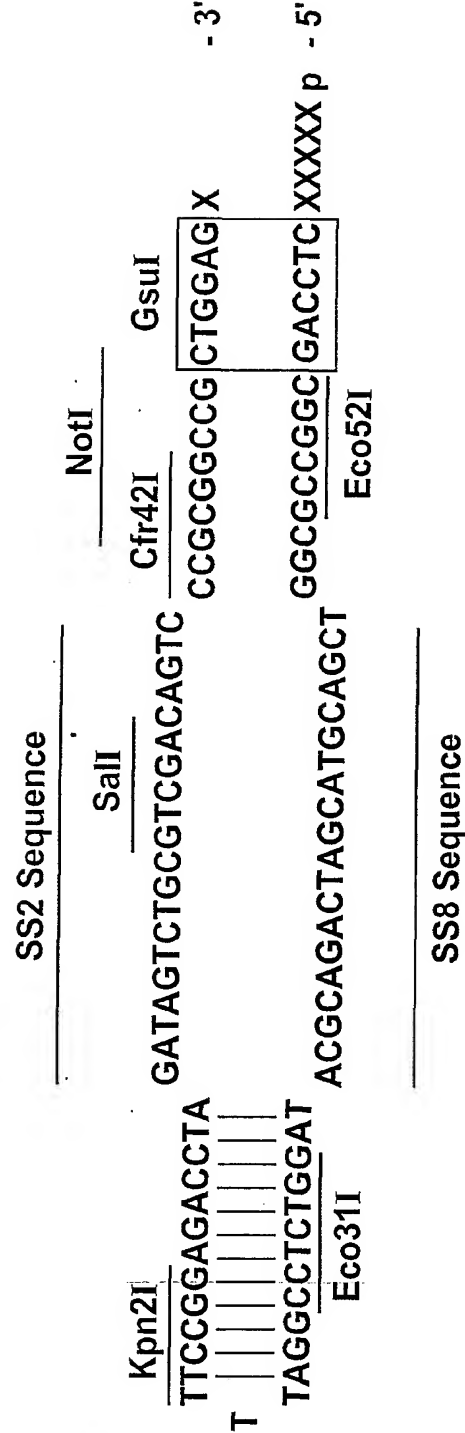 SS2 Sequence
NotI
Kpn2I SalI Cfr42I GsuI
GATAGTCTGCGTCGACAGTC
TTCCGGAGACCTA CCGCGGCCG CTGGAG X - 3'
T
TAGGCCTCTGGAT GGCGCCGGC GACCTC XXXXX p - 5'
ACGCAGACTAGCATGCAGCT
Eco31I Eco52I
SS8 Sequence